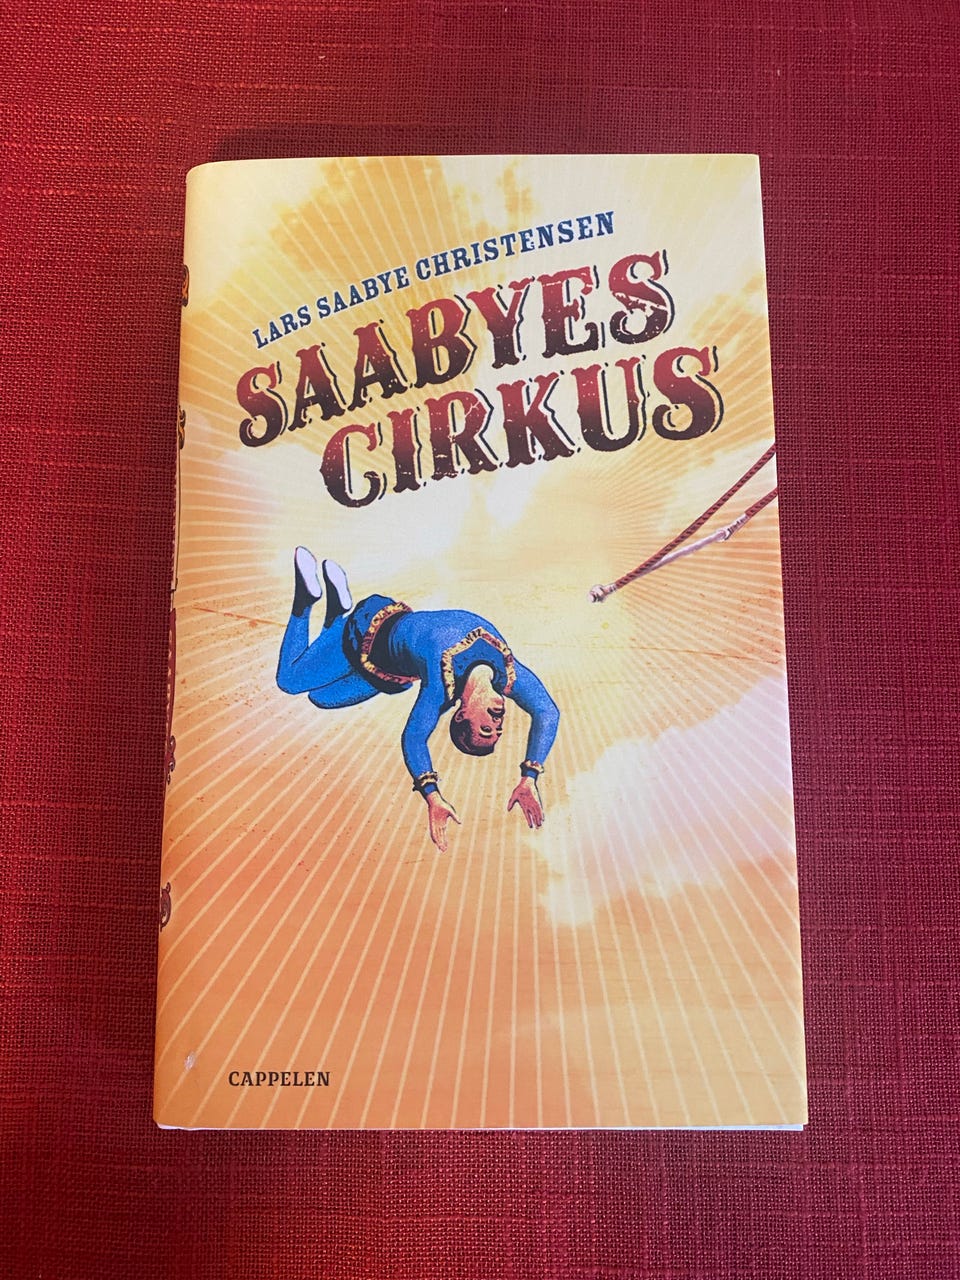 LARS SAABYE CHRISTENSEN
SAABYES
CIRKUS
CAPPELEN